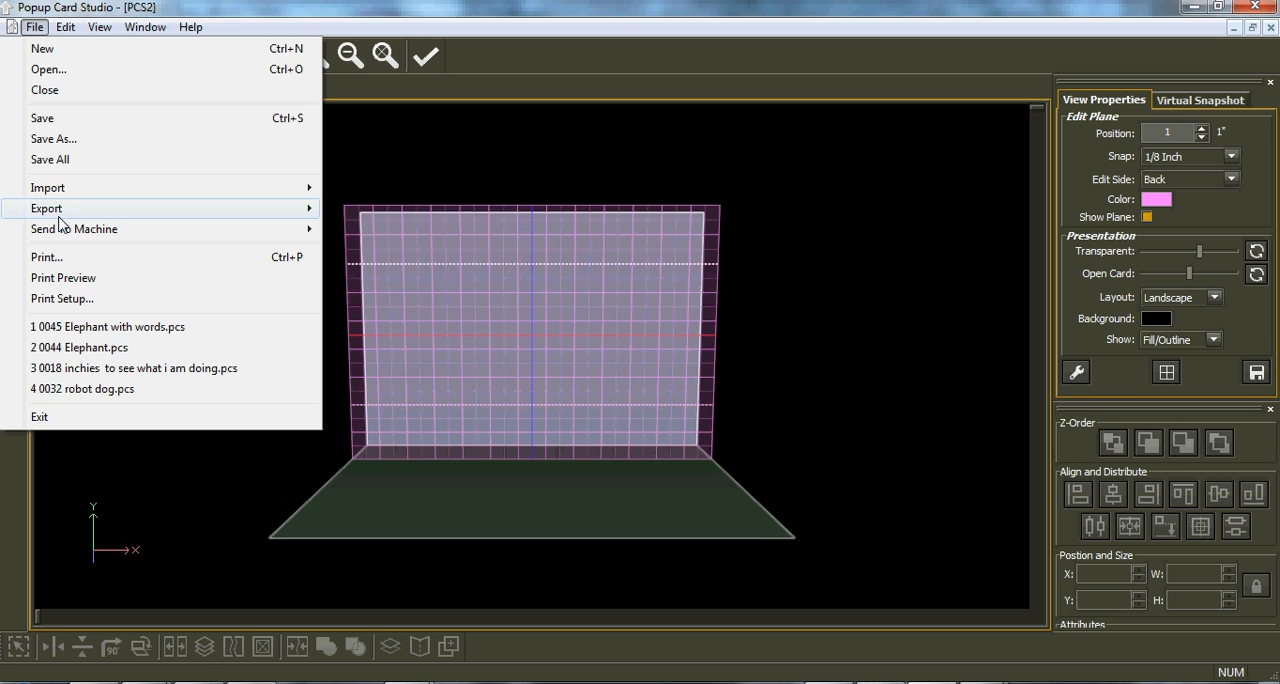 Popup Card Studio - [PCS2]
File Edit View Window Help
New Ctrl+N
Open... Ctrl+O
Close
Save Ctrl+S
Save As...
Save All
Import
Export
Send to Machine
Print... Ctrl+P
Print Preview
Print Setup...
1 0045 Elephant with words.pcs
2 0044 Elephant.pcs
3 0018 inchies to see what i am doing.pcs
4 0032 robot dog.pcs
Exit
Y
X
View Properties Virtual Snapshot
Edit Plane
Position: 1 1"
Snap: 1/8 Inch
Edit Side: Back
Color:
Show Plane:
Presentation
Transparent:
Open Card:
Layout: Landscape
Background:
Show: Fill/Outline
Z-Order
Align and Distribute
Postion and Size
X: W:
Y: H:
Attributes
90°
NUM